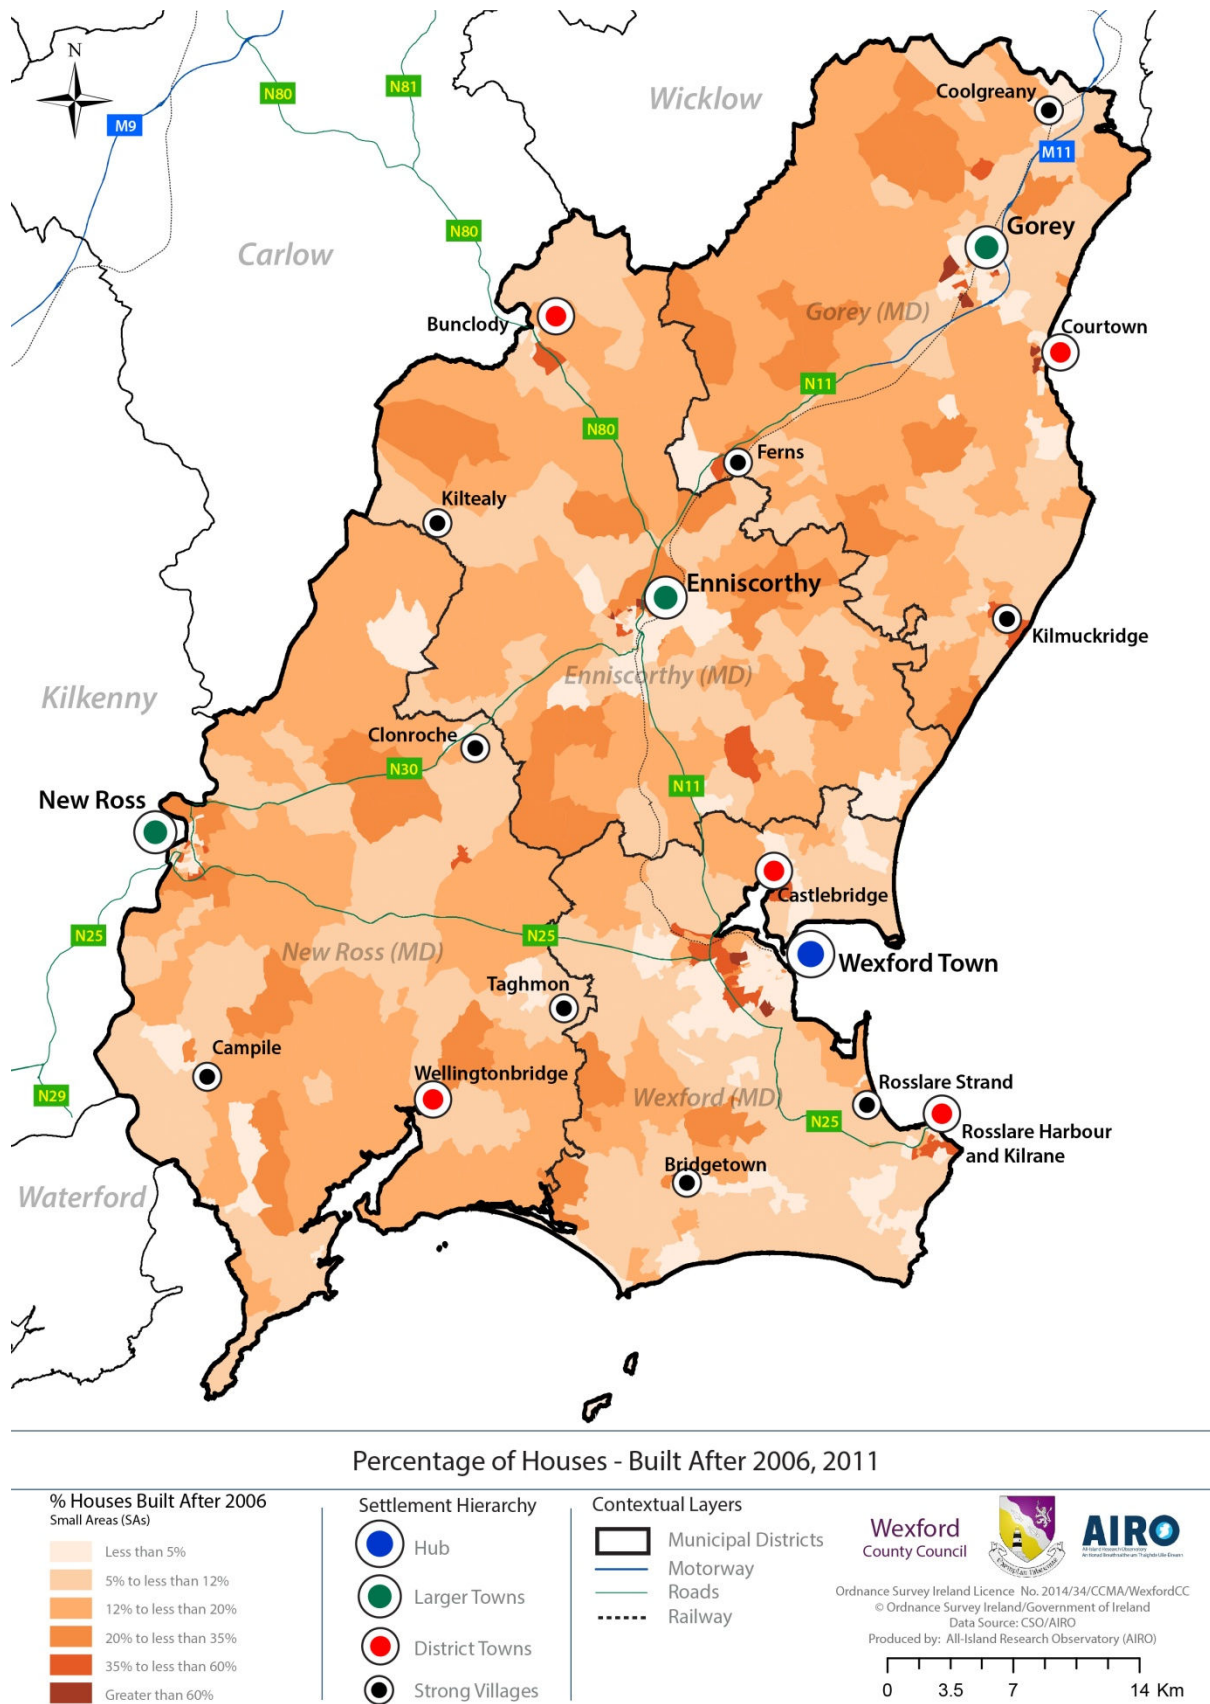 N
N80
N81
Wicklow
Coolgreany
M9
M11
Gorey
N80
Carlow
Gorey (MD)
Bunclody
Courtown
N11
N80
Ferns
Kiltealy
Enniscorthy
Kilmuckridge
Enniscorthy (MD)
Kilkenny
Clonroche
N30
New Ross
N11
Castlebridge
N25
N25
New Ross (MD)
Wexford Town
Taghmon
Campile
Wellingtonbridge
Rosslare Strand
N29
Wexford (MD)
N25
Rosslare Harbour
and Kilrane
Bridgetown
Waterford
Percentage of Houses - Built After 2006, 2011
% Houses Built After 2006
Small Areas (SAs)
Less than 5%
5% to less than 12%
12% to less than 20%
20% to less than 35%
35% to less than 60%
Greater than 60%
Settlement Hierarchy
Hub
Larger Towns
District Towns
Strong Villages
Contextual Layers
Municipal Districts
Motorway
Roads
Railway
Wexford
County Council
AIRO
Ordnance Survey Ireland Licence No. 2014/34/CCMA/WexfordCC
© Ordnance Survey Ireland/Government of Ireland
Data Source: CSO/AIRO
Produced by: All-Island Research Observatory (AIRO)
0 3.5 7 14 Km